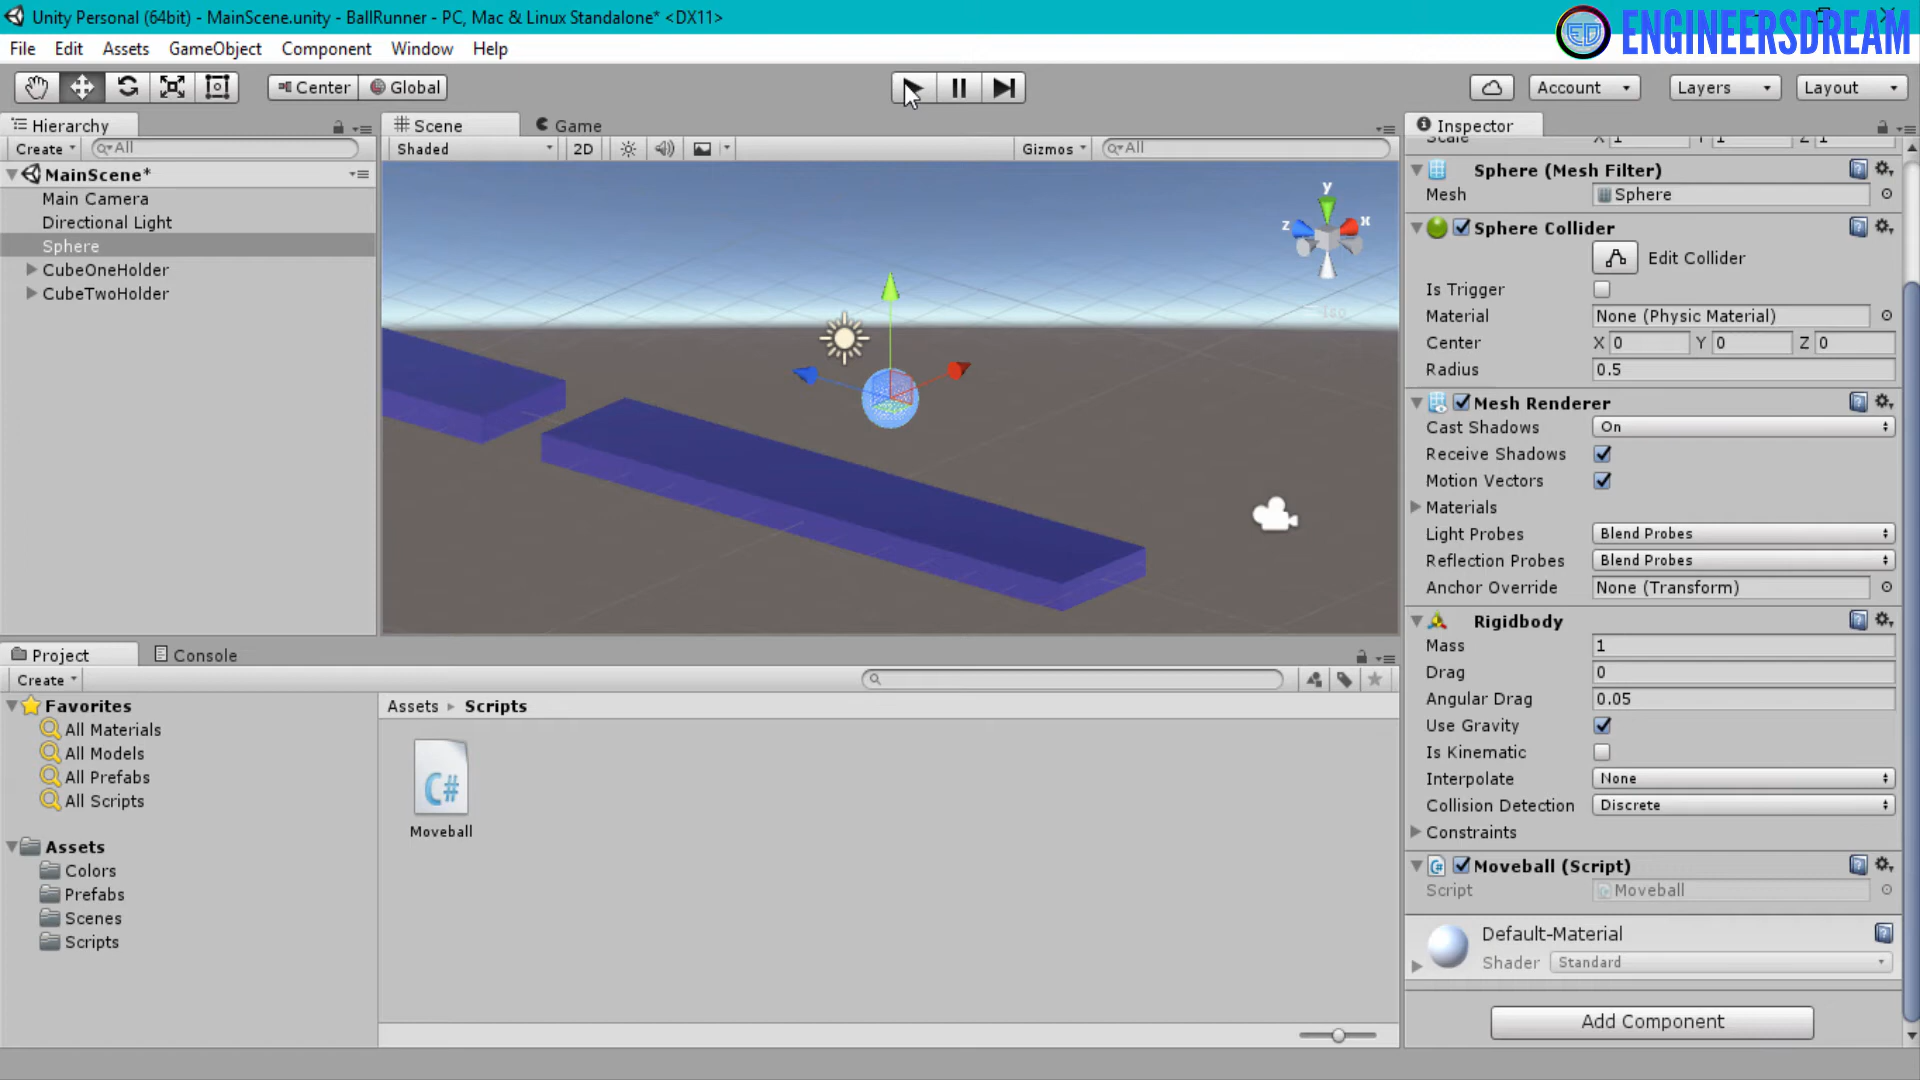 Unity Personal (64bit) - MainScene.unity - BallRunner - PC, Mac & Linux Standalone* <DX11>
ED ENGINEERSDREAM
File Edit Assets GameObject Component Window Help
Center Global
Account Layers Layout
Hierarchy
Create All
MainScene*
Main Camera
Directional Light
Sphere
CubeOneHolder
CubeTwoHolder
Scene Game
Shaded 2D Gizmos All
y
z x
Iso
Inspector
Scale X 1 Y 1 Z 1
Sphere (Mesh Filter)
Mesh Sphere
Sphere Collider
Edit Collider
Is Trigger
Material None (Physic Material)
Center X 0 Y 0 Z 0
Radius 0.5
Mesh Renderer
Cast Shadows On
Receive Shadows
Motion Vectors
Materials
Light Probes Blend Probes
Reflection Probes Blend Probes
Anchor Override None (Transform)
Rigidbody
Mass 1
Drag 0
Angular Drag 0.05
Use Gravity
Is Kinematic
Interpolate None
Collision Detection Discrete
Constraints
C# Moveball (Script)
Script Moveball
Default-Material
Shader Standard
Add Component
Project Console
Create
Favorites
All Materials
All Models
All Prefabs
All Scripts
Assets
Colors
Prefabs
Scenes
Scripts
Assets Scripts
C#
Moveball